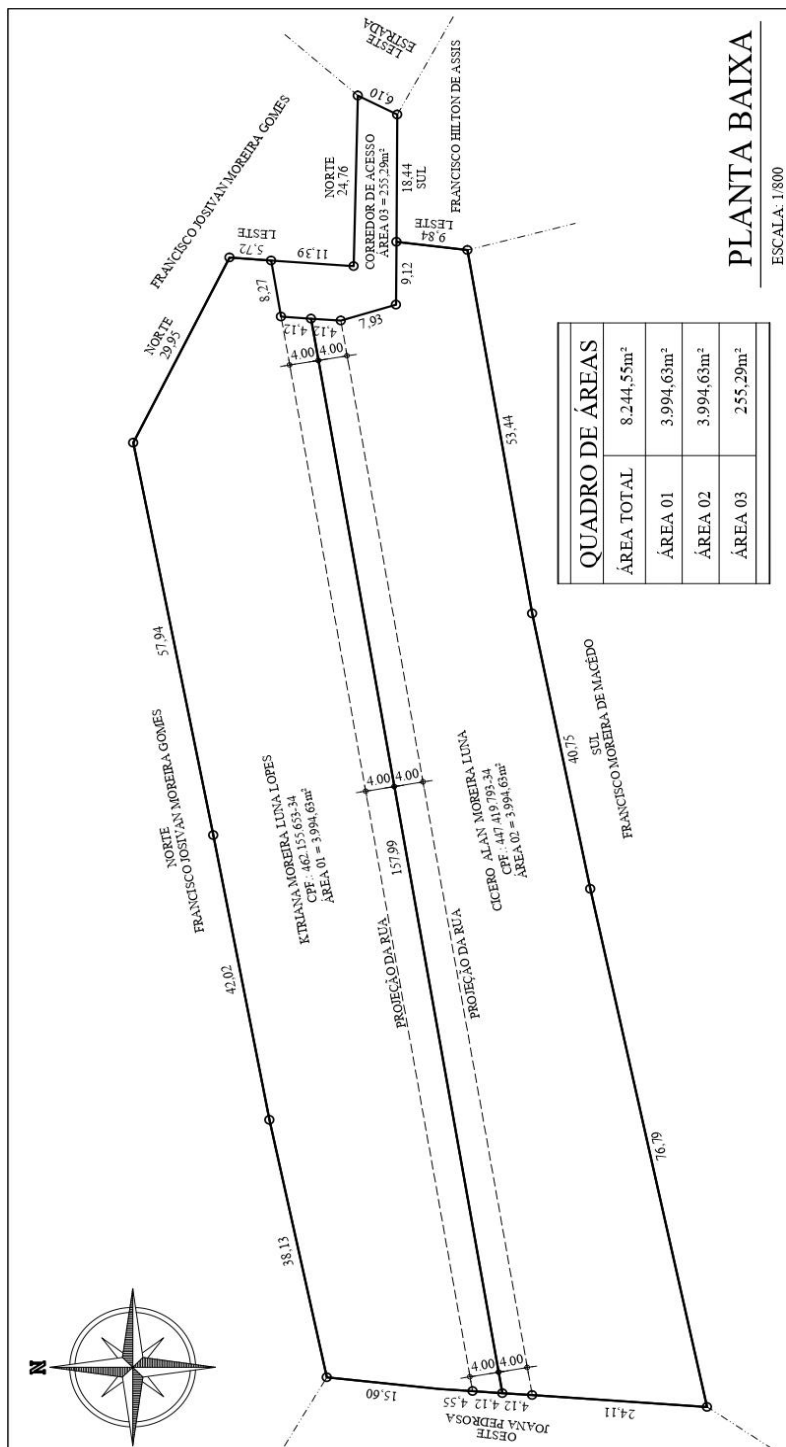 N
NORTE
29,95
FRANCISCO JOSIVAN MOREIRA GOMES
LESTE
ESTRADA
6,10
NORTE
24,76
CORREDOR DE ACESSO
ÁREA 03 = 255,29m²
18,44
SUL
FRANCISCO HILTON DE ASSIS
LESTE
5,72
11,39
8,27
4,12
4,12
7,93
9,12
LESTE
9,84
4.00
4.00
57,94
NORTE
FRANCISCO JOSIVAN MOREIRA GOMES
42,02
38,13
KTRIANA MOREIRA LUNA LOPES
CPF.: 462.155.653-34
ÁREA 01 = 3.994,63m²
4.00
4.00
157,99
PROJEÇÃO DA RUA
PROJEÇÃO DA RUA
CICERO ALAN MOREIRA LUNA
CPF.: 447.419.793-34
ÁREA 02 = 3.994,63m²
53,44
40,75
SUL
FRANCISCO MOREIRA DE MACÊDO
76,79
15,60
4,55
4,12
4,12
24,11
OESTE
JOANA PEDROSA
4.00
4.00
QUADRO DE ÁREAS
ÁREA TOTAL 8.244,55m²
ÁREA 01 3.994,63m²
ÁREA 02 3.994,63m²
ÁREA 03 255,29m²
PLANTA BAIXA
ESCALA: 1/800